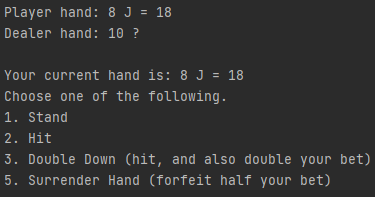 Player hand: 8 J = 18
Dealer hand: 10 ?
Your current hand is: 8 J = 18
Choose one of the following.
1. Stand
2. Hit
3. Double Down (hit, and also double your bet)
5. Surrender Hand (forfeit half your bet)